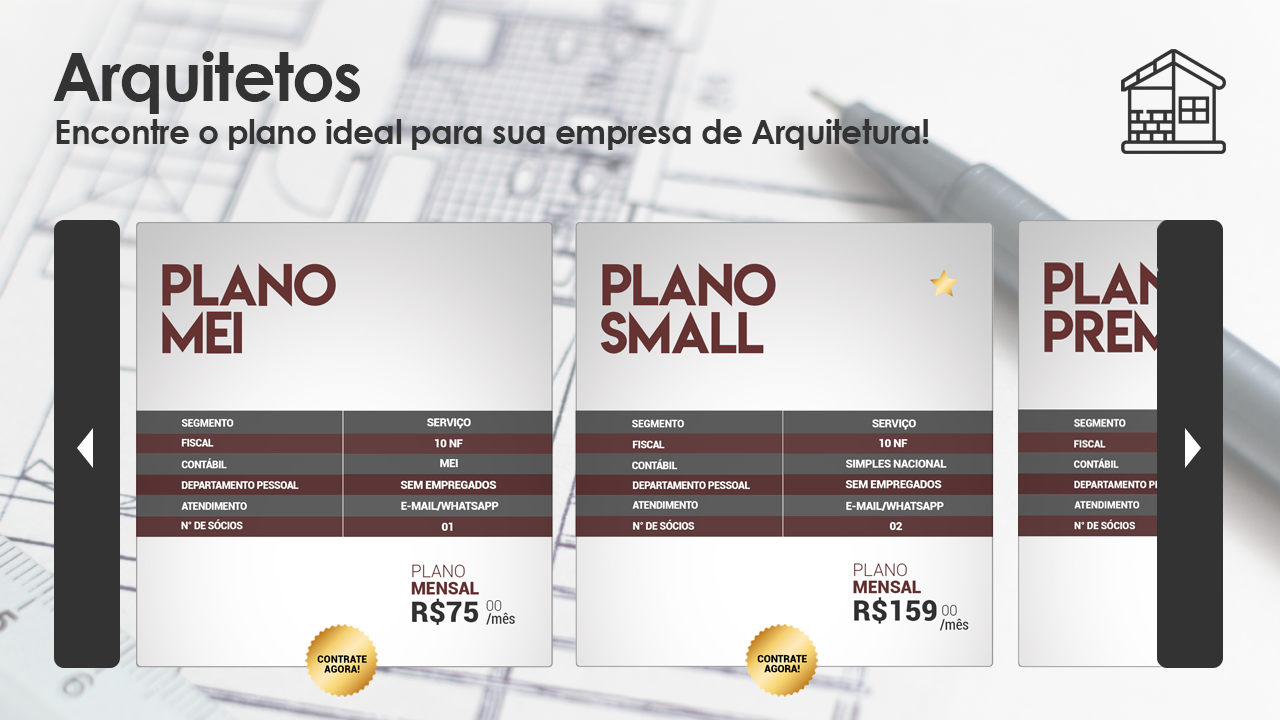 Arquitetos
Encontre o plano ideal para sua empresa de Arquitetura!
PLANO
MEI
SEGMENTO SERVIÇO
FISCAL 10 NF
CONTÁBIL MEI
DEPARTAMENTO PESSOAL SEM EMPREGADOS
ATENDIMENTO E-MAIL/WHATSAPP
N° DE SÓCIOS 01
PLANO
MENSAL
R$75 00
/mês
CONTRATE
AGORA!
PLANO
SMALL
SEGMENTO SERVIÇO
FISCAL 10 NF
CONTÁBIL SIMPLES NACIONAL
DEPARTAMENTO PESSOAL SEM EMPREGADOS
ATENDIMENTO E-MAIL/WHATSAPP
N° DE SÓCIOS 02
PLANO
MENSAL
R$159 00
/mês
CONTRATE
AGORA!
SEGMENTO
FISCAL
CONTÁBIL
DEPARTAMENTO
ATENDIMENTO
N° DE SÓCIOS